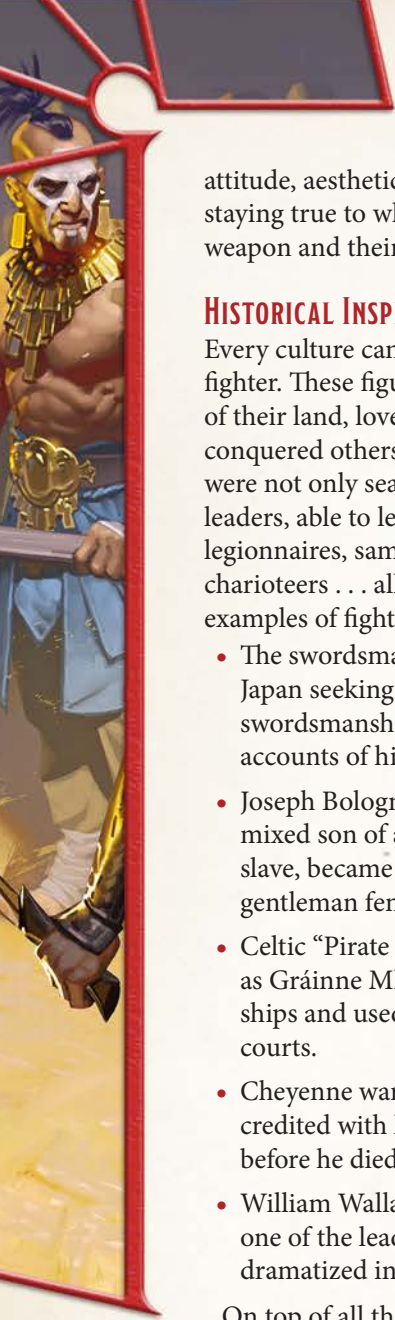 attitude, aesthetic
staying true to wh
weapon and their
HISTORICAL INSP
Every culture can
fighter. These figu
of their land, love
conquered others
were not only sea
leaders, able to le
legionnaires, sam
charioteers . . . all
examples of fight
• The swordsma
Japan seeking
swordsmansh
accounts of hi
• Joseph Bologn
mixed son of a
slave, became
gentleman fen
• Celtic “Pirate
as Gráinne Mh
ships and used
courts.
• Cheyenne war
credited with
before he died
• William Walla
one of the lead
dramatized in
On top of all th